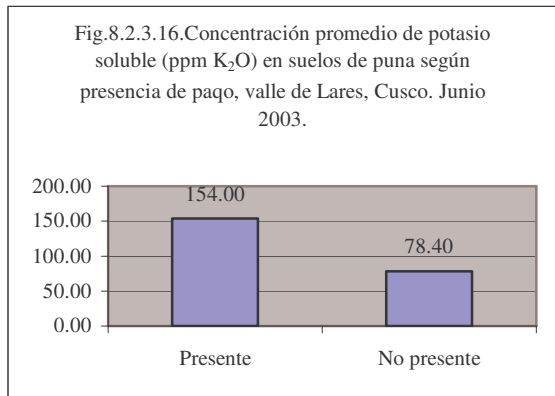 Fig.8.2.3.16.Concentración promedio de potasio
soluble (ppm K₂O) en suelos de puna según
presencia de paqo, valle de Lares, Cusco. Junio
2003.
200.00
150.00
100.00
50.00
0.00
154.00
78.40
Presente
No presente